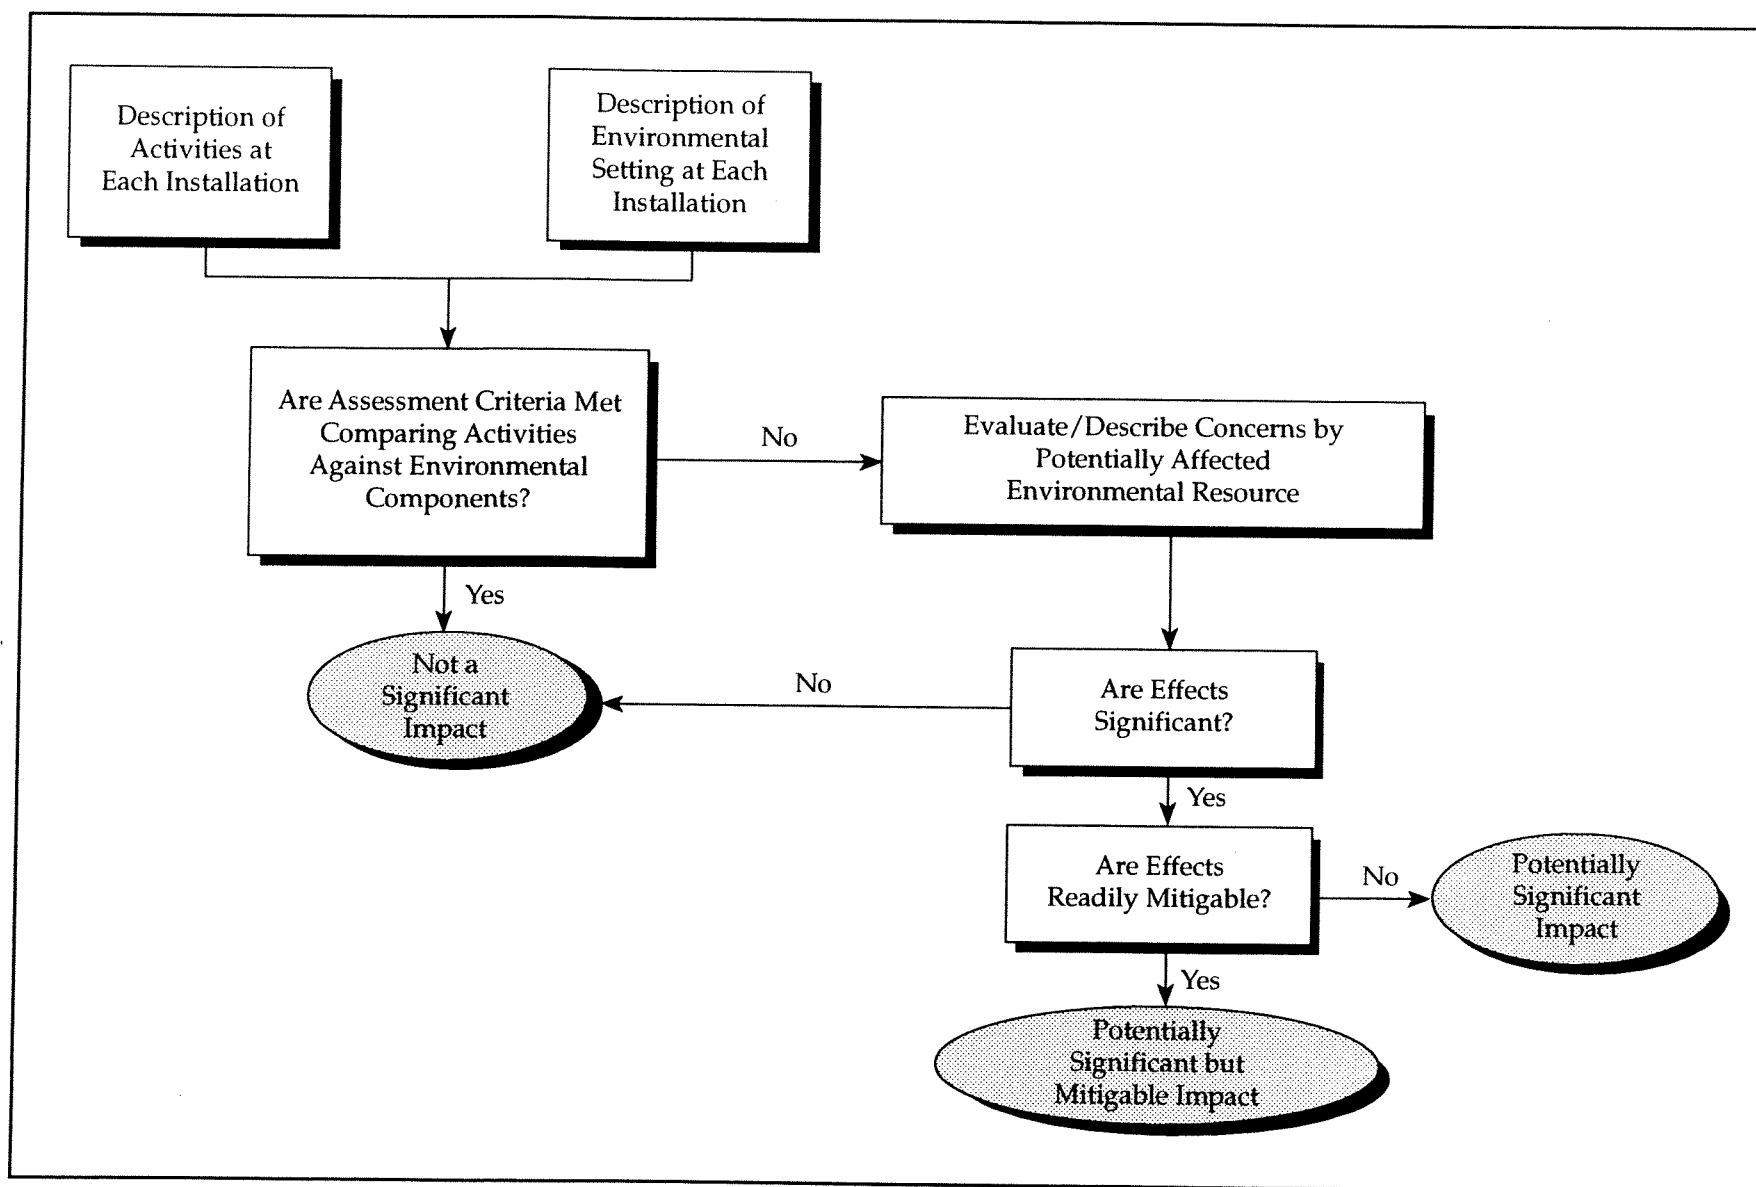 Description of
Activities at
Each Installation
Description of
Environmental
Setting at Each
Installation
Are Assessment Criteria Met
Comparing Activities
Against Environmental
Components?
No
Evaluate/Describe Concerns by
Potentially Affected
Environmental Resource
Yes
Not a
Significant
Impact
No
Are Effects
Significant?
Yes
Are Effects
Readily Mitigable?
No
Potentially
Significant
Impact
Yes
Potentially
Significant but
Mitigable Impact